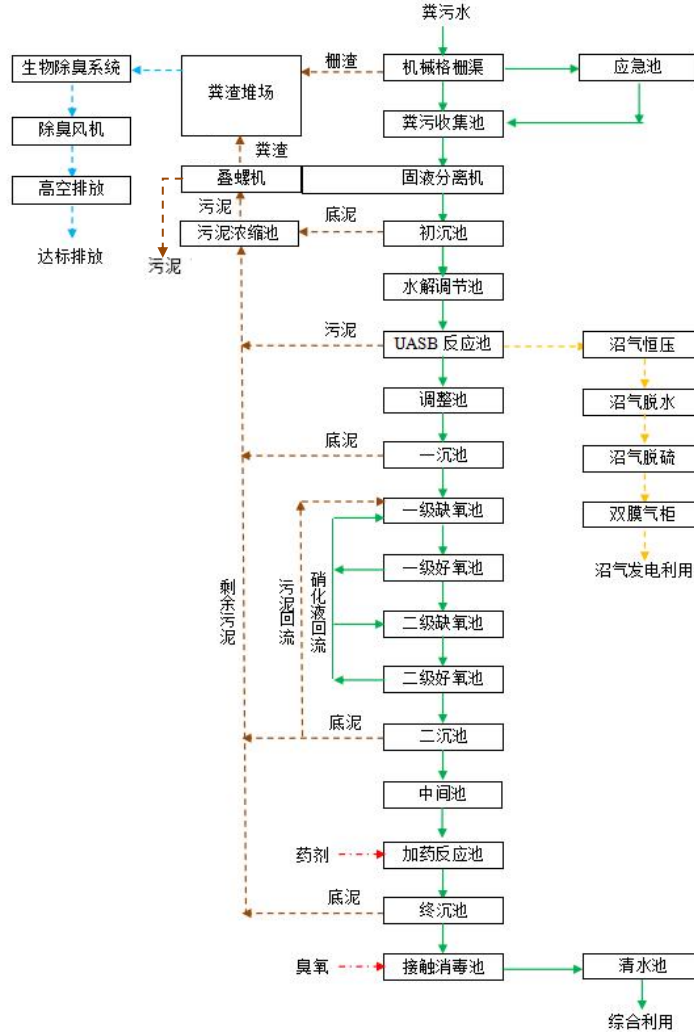 粪污水
生物除臭系统
粪渣堆场
栅渣
机械格栅渠
应急池
除臭风机
粪污收集池
粪渣
高空排放
叠螺机
固液分离机
污泥
底泥
达标排放
污泥
污泥浓缩池
初沉池
水解调节池
污泥
UASB 反应池
沼气恒压
调整池
沼气脱水
底泥
一沉池
沼气脱硫
一级缺氧池
双膜气柜
剩余污泥
污泥回流
硝化液回流
一级好氧池
沼气发电利用
二级缺氧池
二级好氧池
底泥
二沉池
中间池
药剂
加药反应池
底泥
终沉池
臭氧
接触消毒池
清水池
综合利用